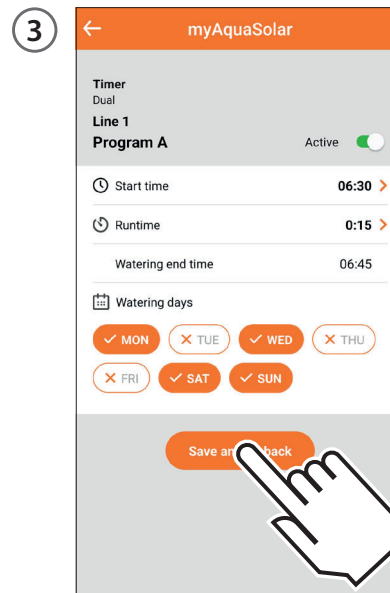 3
myAquaSolar
Timer
Dual
Line 1
Program A
Active
Start time 06:30
Runtime 0:15
Watering end time 06:45
Watering days
MON TUE WED THU
FRI SAT SUN
Save an back